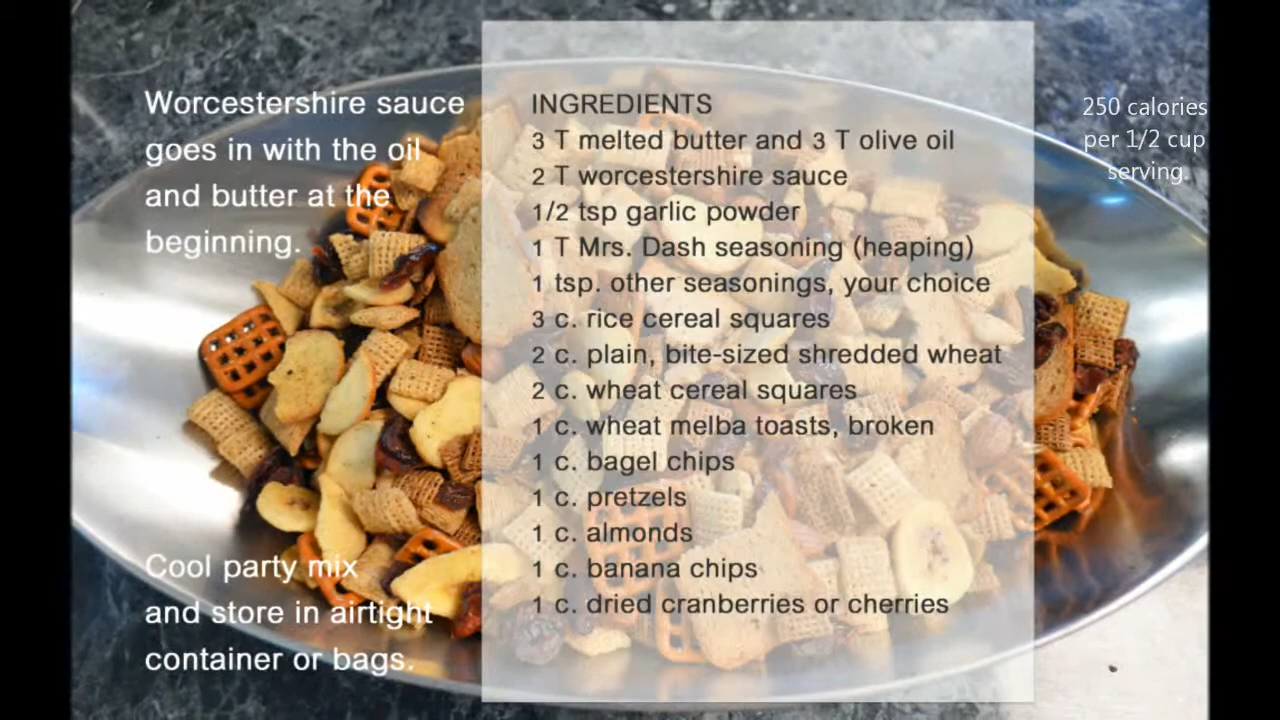 Worcestershire sauce
goes in with the oil
and butter at the
beginning.
Cool party mix
and store in airtight
container or bags.
INGREDIENTS
3 T melted butter and 3 T olive oil
2 T worcestershire sauce
1/2 tsp garlic powder
1 T Mrs. Dash seasoning (heaping)
1 tsp. other seasonings, your choice
3 c. rice cereal squares
2 c. plain, bite-sized shredded wheat
2 c. wheat cereal squares
1 c. wheat melba toasts, broken
1 c. bagel chips
1 c. pretzels
1 c. almonds
1 c. banana chips
1 c. dried cranberries or cherries
250 calories
per 1/2 cup
serving.